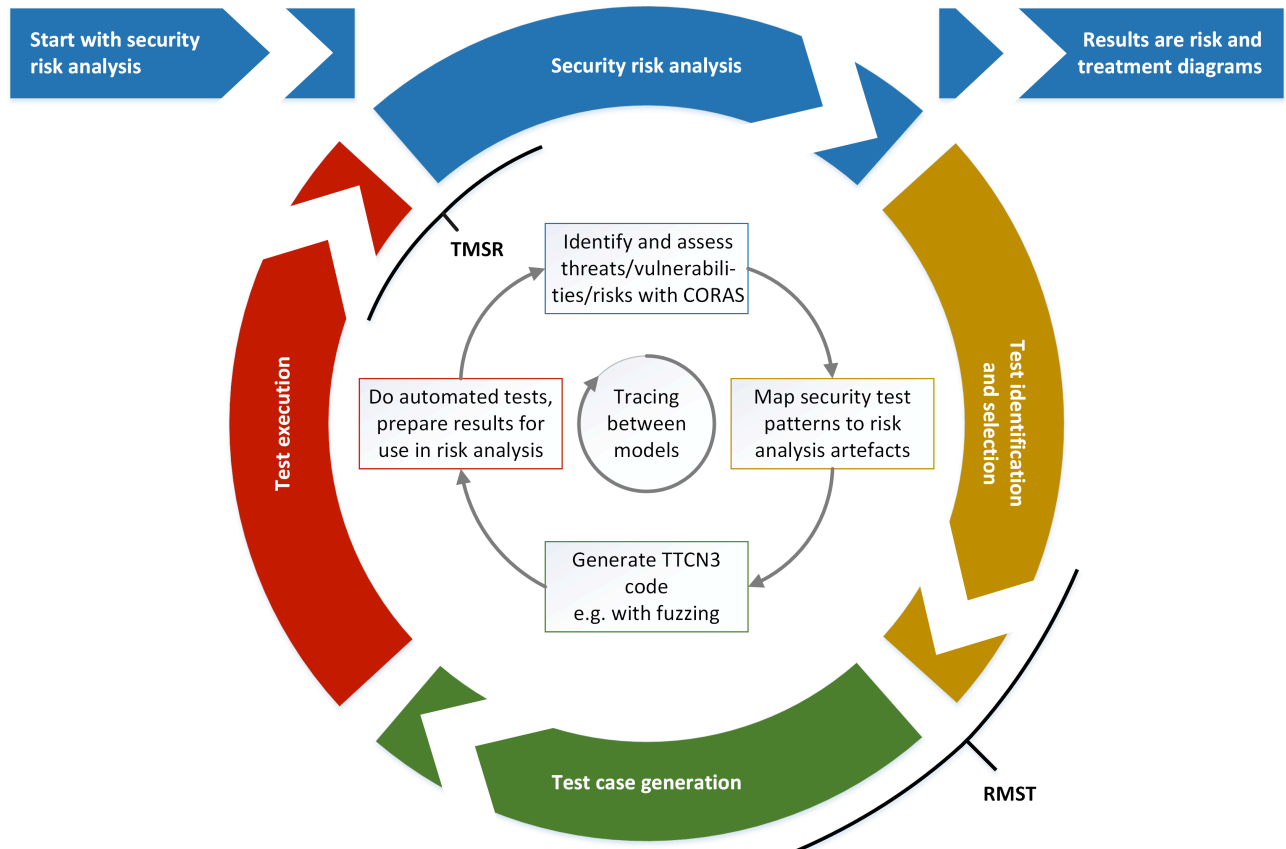 Start with security
risk analysis
Security risk analysis
Results are risk and
treatment diagrams
TMSR
Identify and assess
threats/vulnerabili-
ties/risks with CORAS
Test execution
Do automated tests,
prepare results for
use in risk analysis
Tracing
between
models
Map security test
patterns to risk
analysis artefacts
Test identification
and selection
Generate TTCN3
code
e.g. with fuzzing
Test case generation
RMST